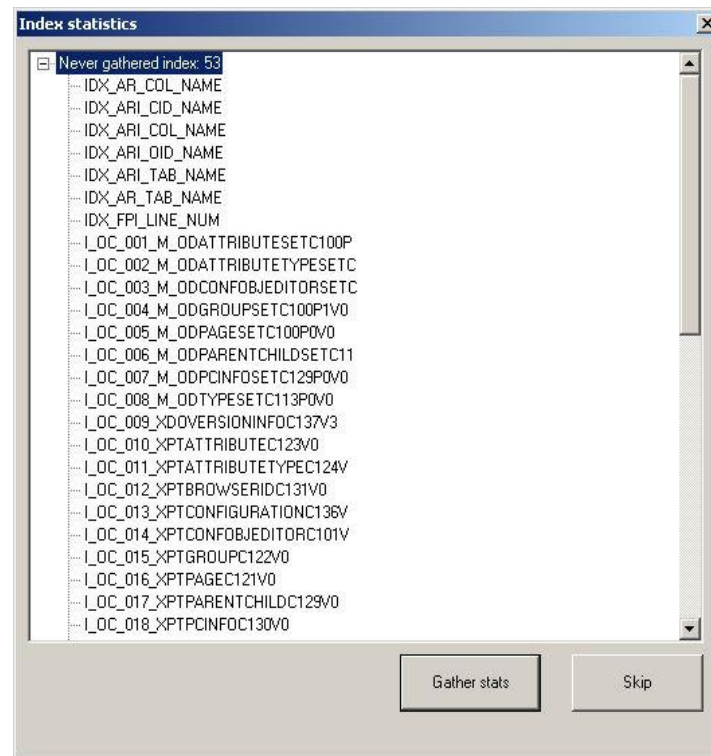 Index statistics
Never gathered index: 53
IDX_AR_COL_NAME
IDX_ARI_CID_NAME
IDX_ARI_COL_NAME
IDX_ARI_OID_NAME
IDX_ARI_TAB_NAME
IDX_AR_TAB_NAME
IDX_FPI_LINE_NUM
I_OC_001_M_ODATTRIBUTESETC100P
I_OC_002_M_ODATTRIBUTETYPESETC
I_OC_003_M_ODCONFOBJEDITORSETC
I_OC_004_M_ODGROUPSETC100P1V0
I_OC_005_M_ODPAGESETC100P0V0
I_OC_006_M_ODPARENTCHILDSETC11
I_OC_007_M_ODPCINFOSETC129P0V0
I_OC_008_M_ODTYPESETC113P0V0
I_OC_009_XDOVERSIONINFOC137V3
I_OC_010_XPTATTRIBUTEC123V0
I_OC_011_XPTATTRIBUTETYPEC124V
I_OC_012_XPTBROWSERIDC131V0
I_OC_013_XPTCONFIGURATIONC136V
I_OC_014_XPTCONFOBJEDITORC101V
I_OC_015_XPTGROUPC122V0
I_OC_016_XPTPAGEC121V0
I_OC_017_XPTPARENTCHILDC129V0
I_OC_018_XPTPCINFOC130V0
Gather stats
Skip